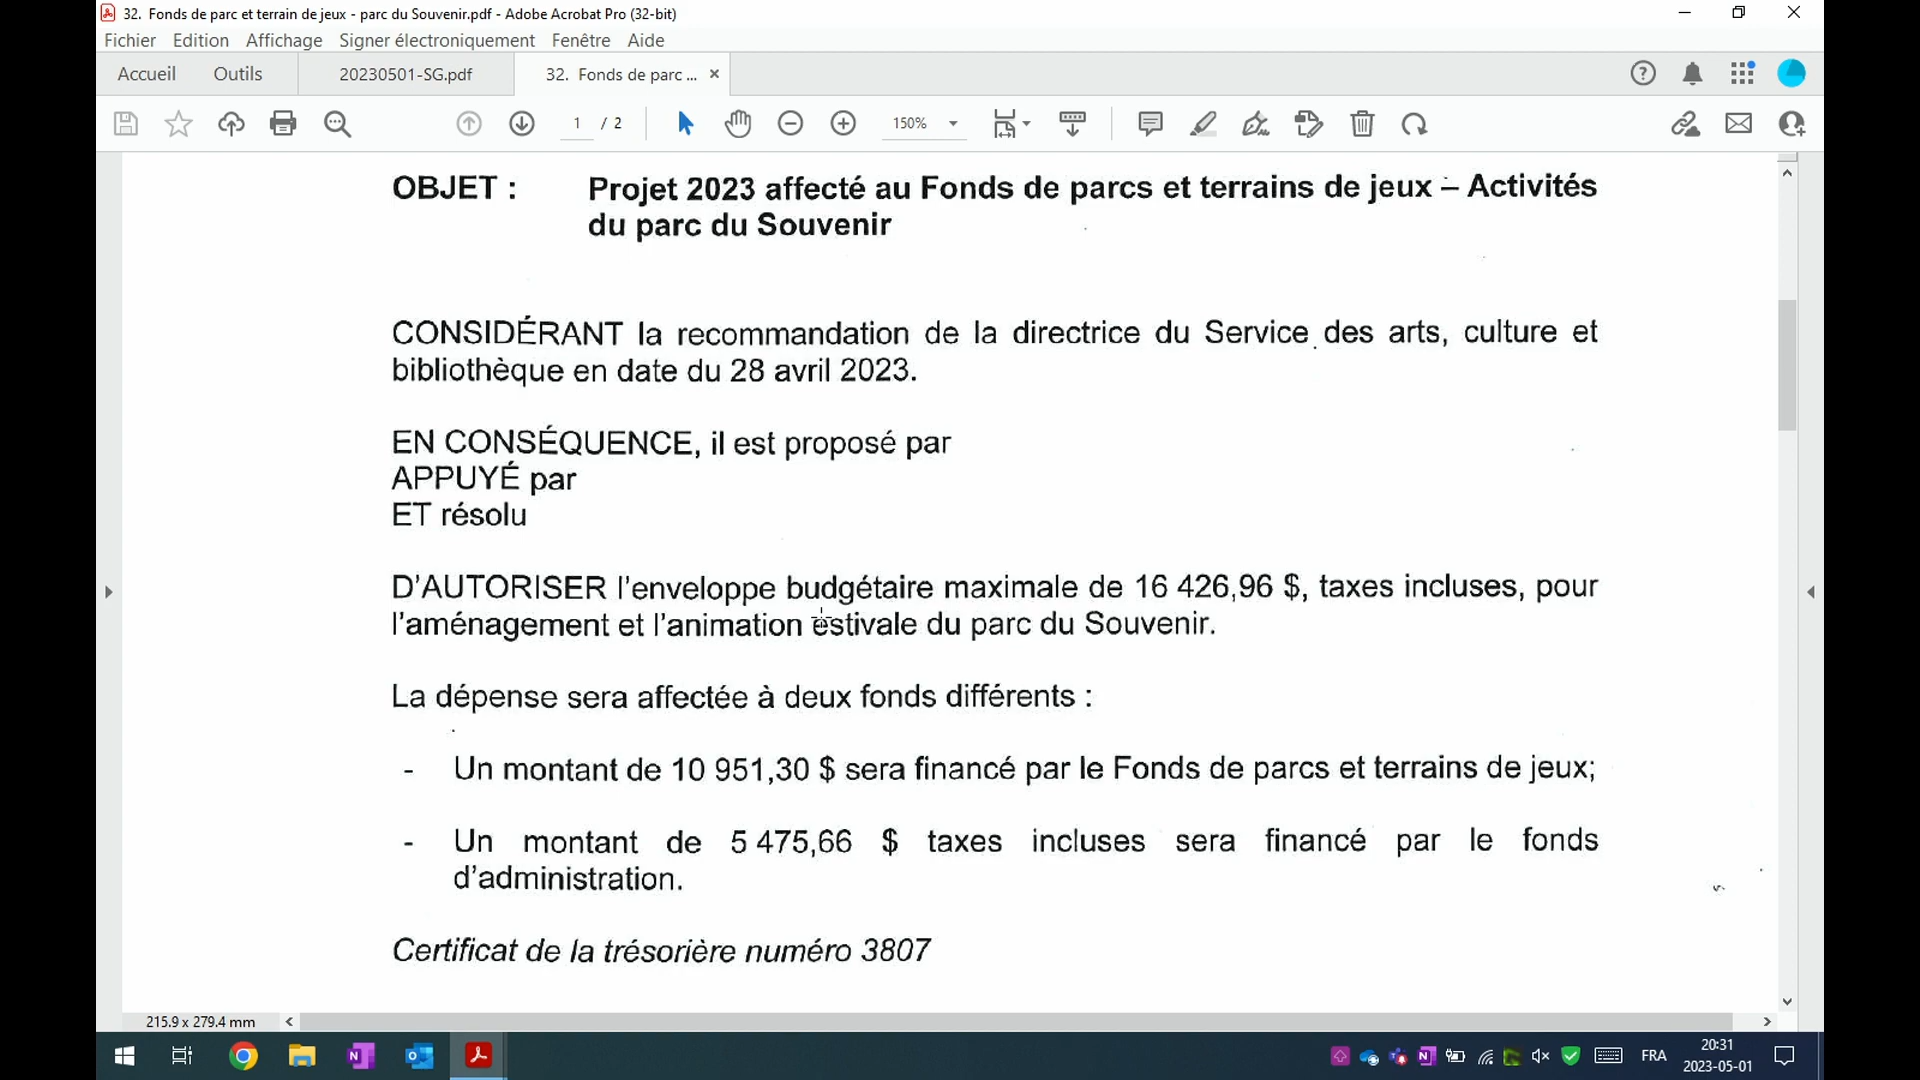 32. Fonds de parc et terrain de jeux - parc du Souvenir.pdf - Adobe Acrobat Pro (32-bit)
Fichier Edition Affichage Signer électroniquement Fenêtre Aide
Accueil Outils 20230501-SG.pdf 32. Fonds de parc ... ×
1 / 2 150%
OBJET : Projet 2023 affecté au Fonds de parcs et terrains de jeux – Activités
du parc du Souvenir
CONSIDÉRANT la recommandation de la directrice du Service des arts, culture et
bibliothèque en date du 28 avril 2023.
EN CONSÉQUENCE, il est proposé par
APPUYÉ par
ET résolu
D'AUTORISER l'enveloppe budgétaire maximale de 16 426,96 $, taxes incluses, pour
l'aménagement et l'animation estivale du parc du Souvenir.
La dépense sera affectée à deux fonds différents :
- Un montant de 10 951,30 $ sera financé par le Fonds de parcs et terrains de jeux;
- Un montant de 5 475,66 $ taxes incluses sera financé par le fonds
d'administration.
Certificat de la trésorière numéro 3807
215.9 x 279.4 mm
FRA
20:31
2023-05-01